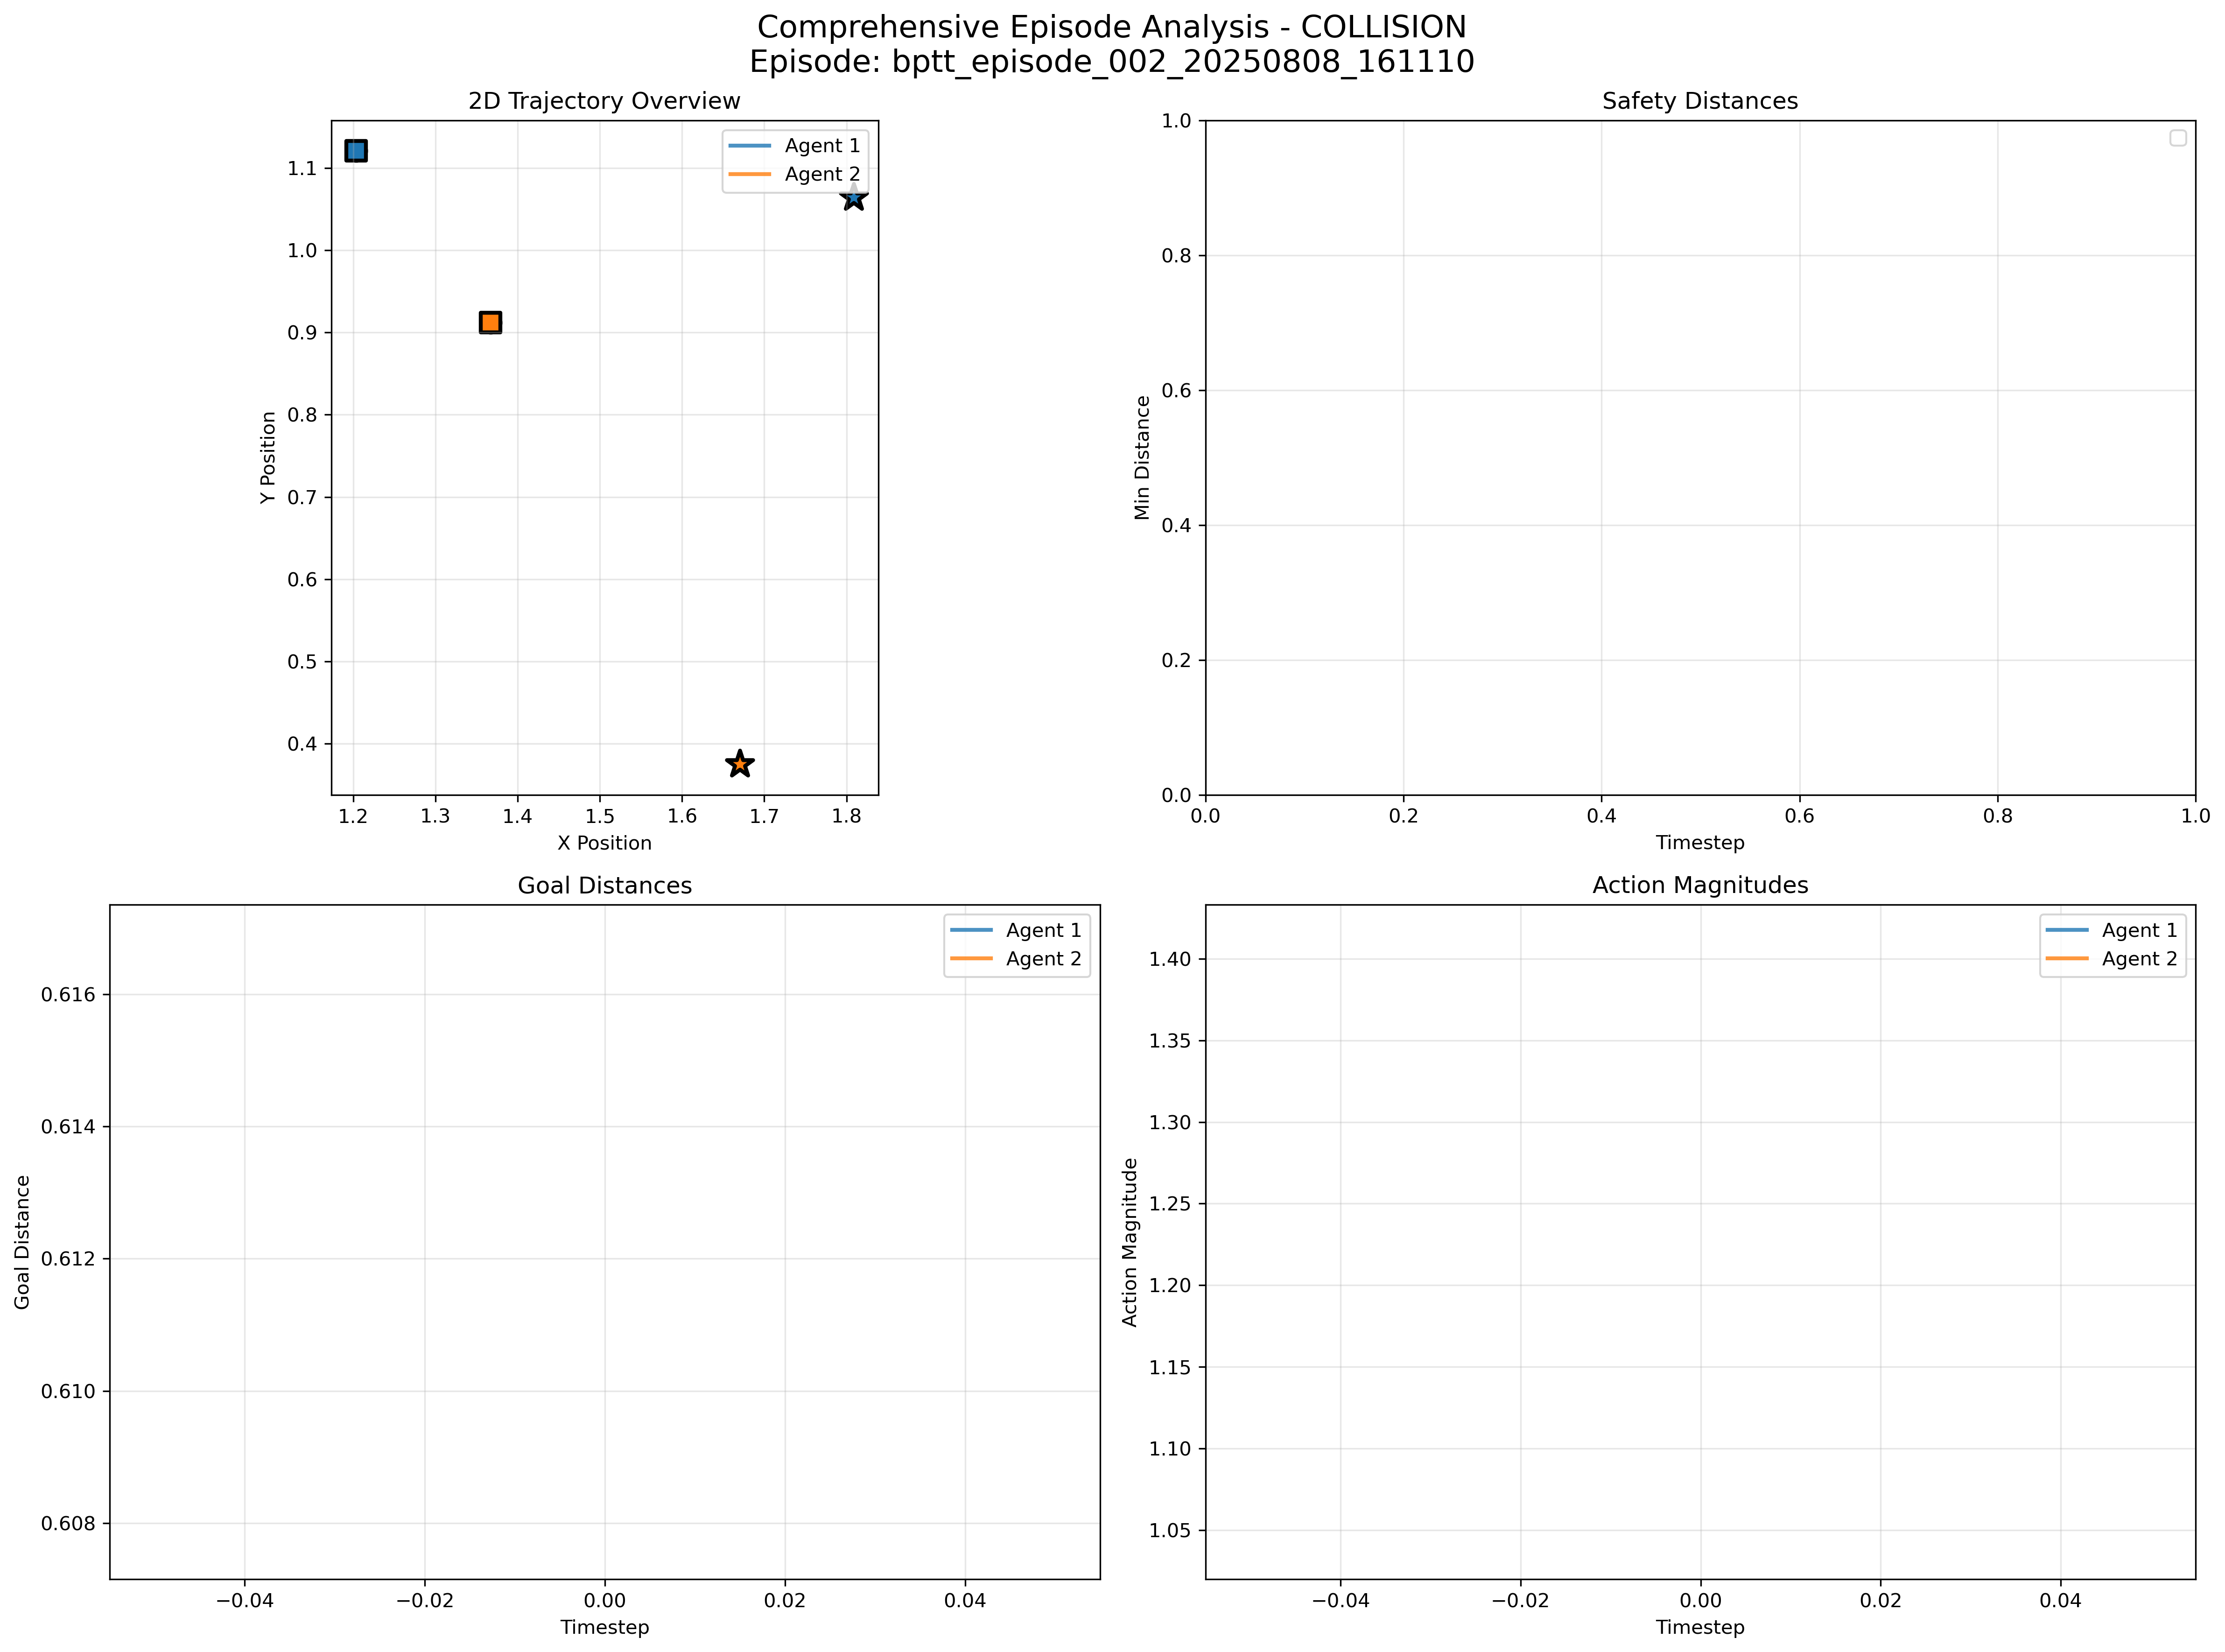 Comprehensive Episode Analysis - COLLISION
Episode: bptt_episode_002_20250808_161110
2D Trajectory Overview
Agent 1
Agent 2
1.1
1.0
0.9
0.8
0.7
0.6
0.5
0.4
Y Position
1.2
1.3
1.4
1.5
1.6
1.7
1.8
X Position
Safety Distances
1.0
0.8
0.6
0.4
0.2
0.0
Min Distance
0.0
0.2
0.4
0.6
0.8
1.0
Timestep
Goal Distances
Agent 1
Agent 2
0.616
0.614
0.612
0.610
0.608
Goal Distance
−0.04
−0.02
0.00
0.02
0.04
Timestep
Action Magnitudes
Agent 1
Agent 2
1.40
1.35
1.30
1.25
1.20
1.15
1.10
1.05
Action Magnitude
−0.04
−0.02
0.00
0.02
0.04
Timestep